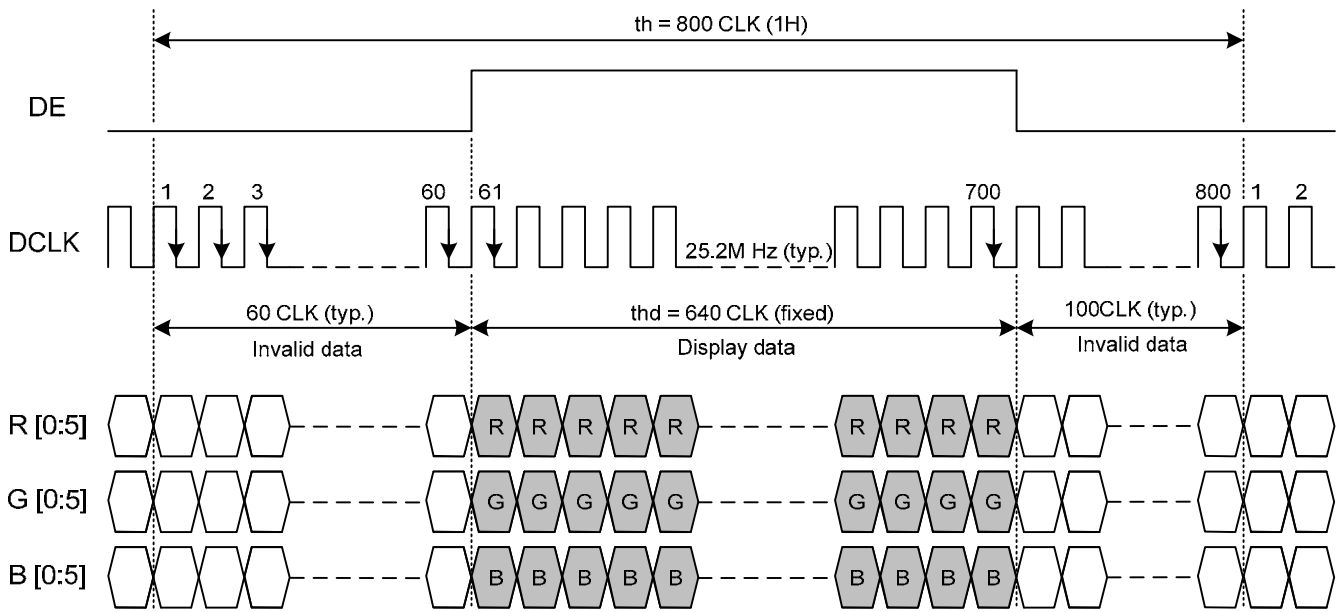 th = 800 CLK (1H)
DE
1 2 3 60 61 700 800 1 2
DCLK
25.2M Hz (typ.)
60 CLK (typ.) thd = 640 CLK (fixed) 100CLK (typ.)
Invalid data Display data Invalid data
R [0:5] R R R R R R R R R
G [0:5] G G G G G G G G G
B [0:5] B B B B B B B B B